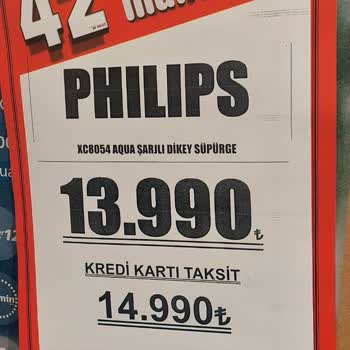 42
PHILIPS
XC8054 AQUA ŞARJLI DİKEY SÜPÜRGE
13.990₺
KREDİ KARTI TAKSİT
14.990₺